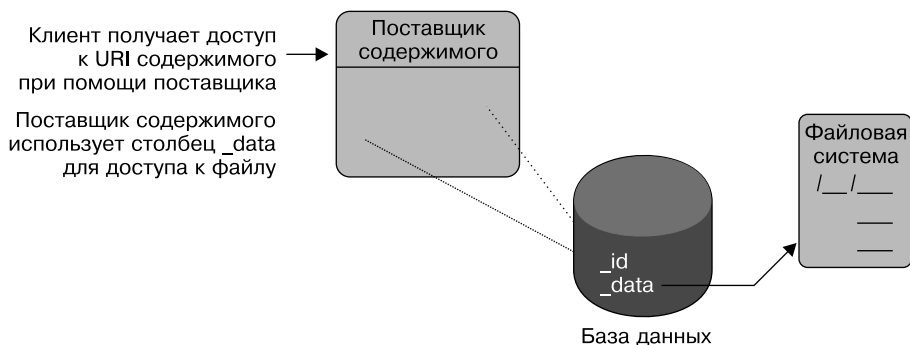 Клиент получает доступ
к URI содержимого
при помощи поставщика
Поставщик содержимого
использует столбец _data
для доступа к файлу
Поставщик
содержимого
Файловая
система
/__ /___
_id
_data
База данных